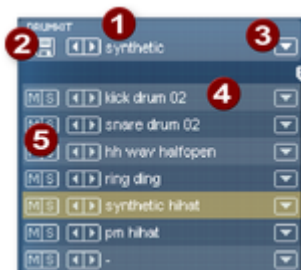 DRUMKIT
1
2
3
synthetic
M S kick drum 02
4
M S snare drum 02
5
M S hh wav halfopen
M S ring ding
M S synthetic hihat
M S pm hihat
M S -